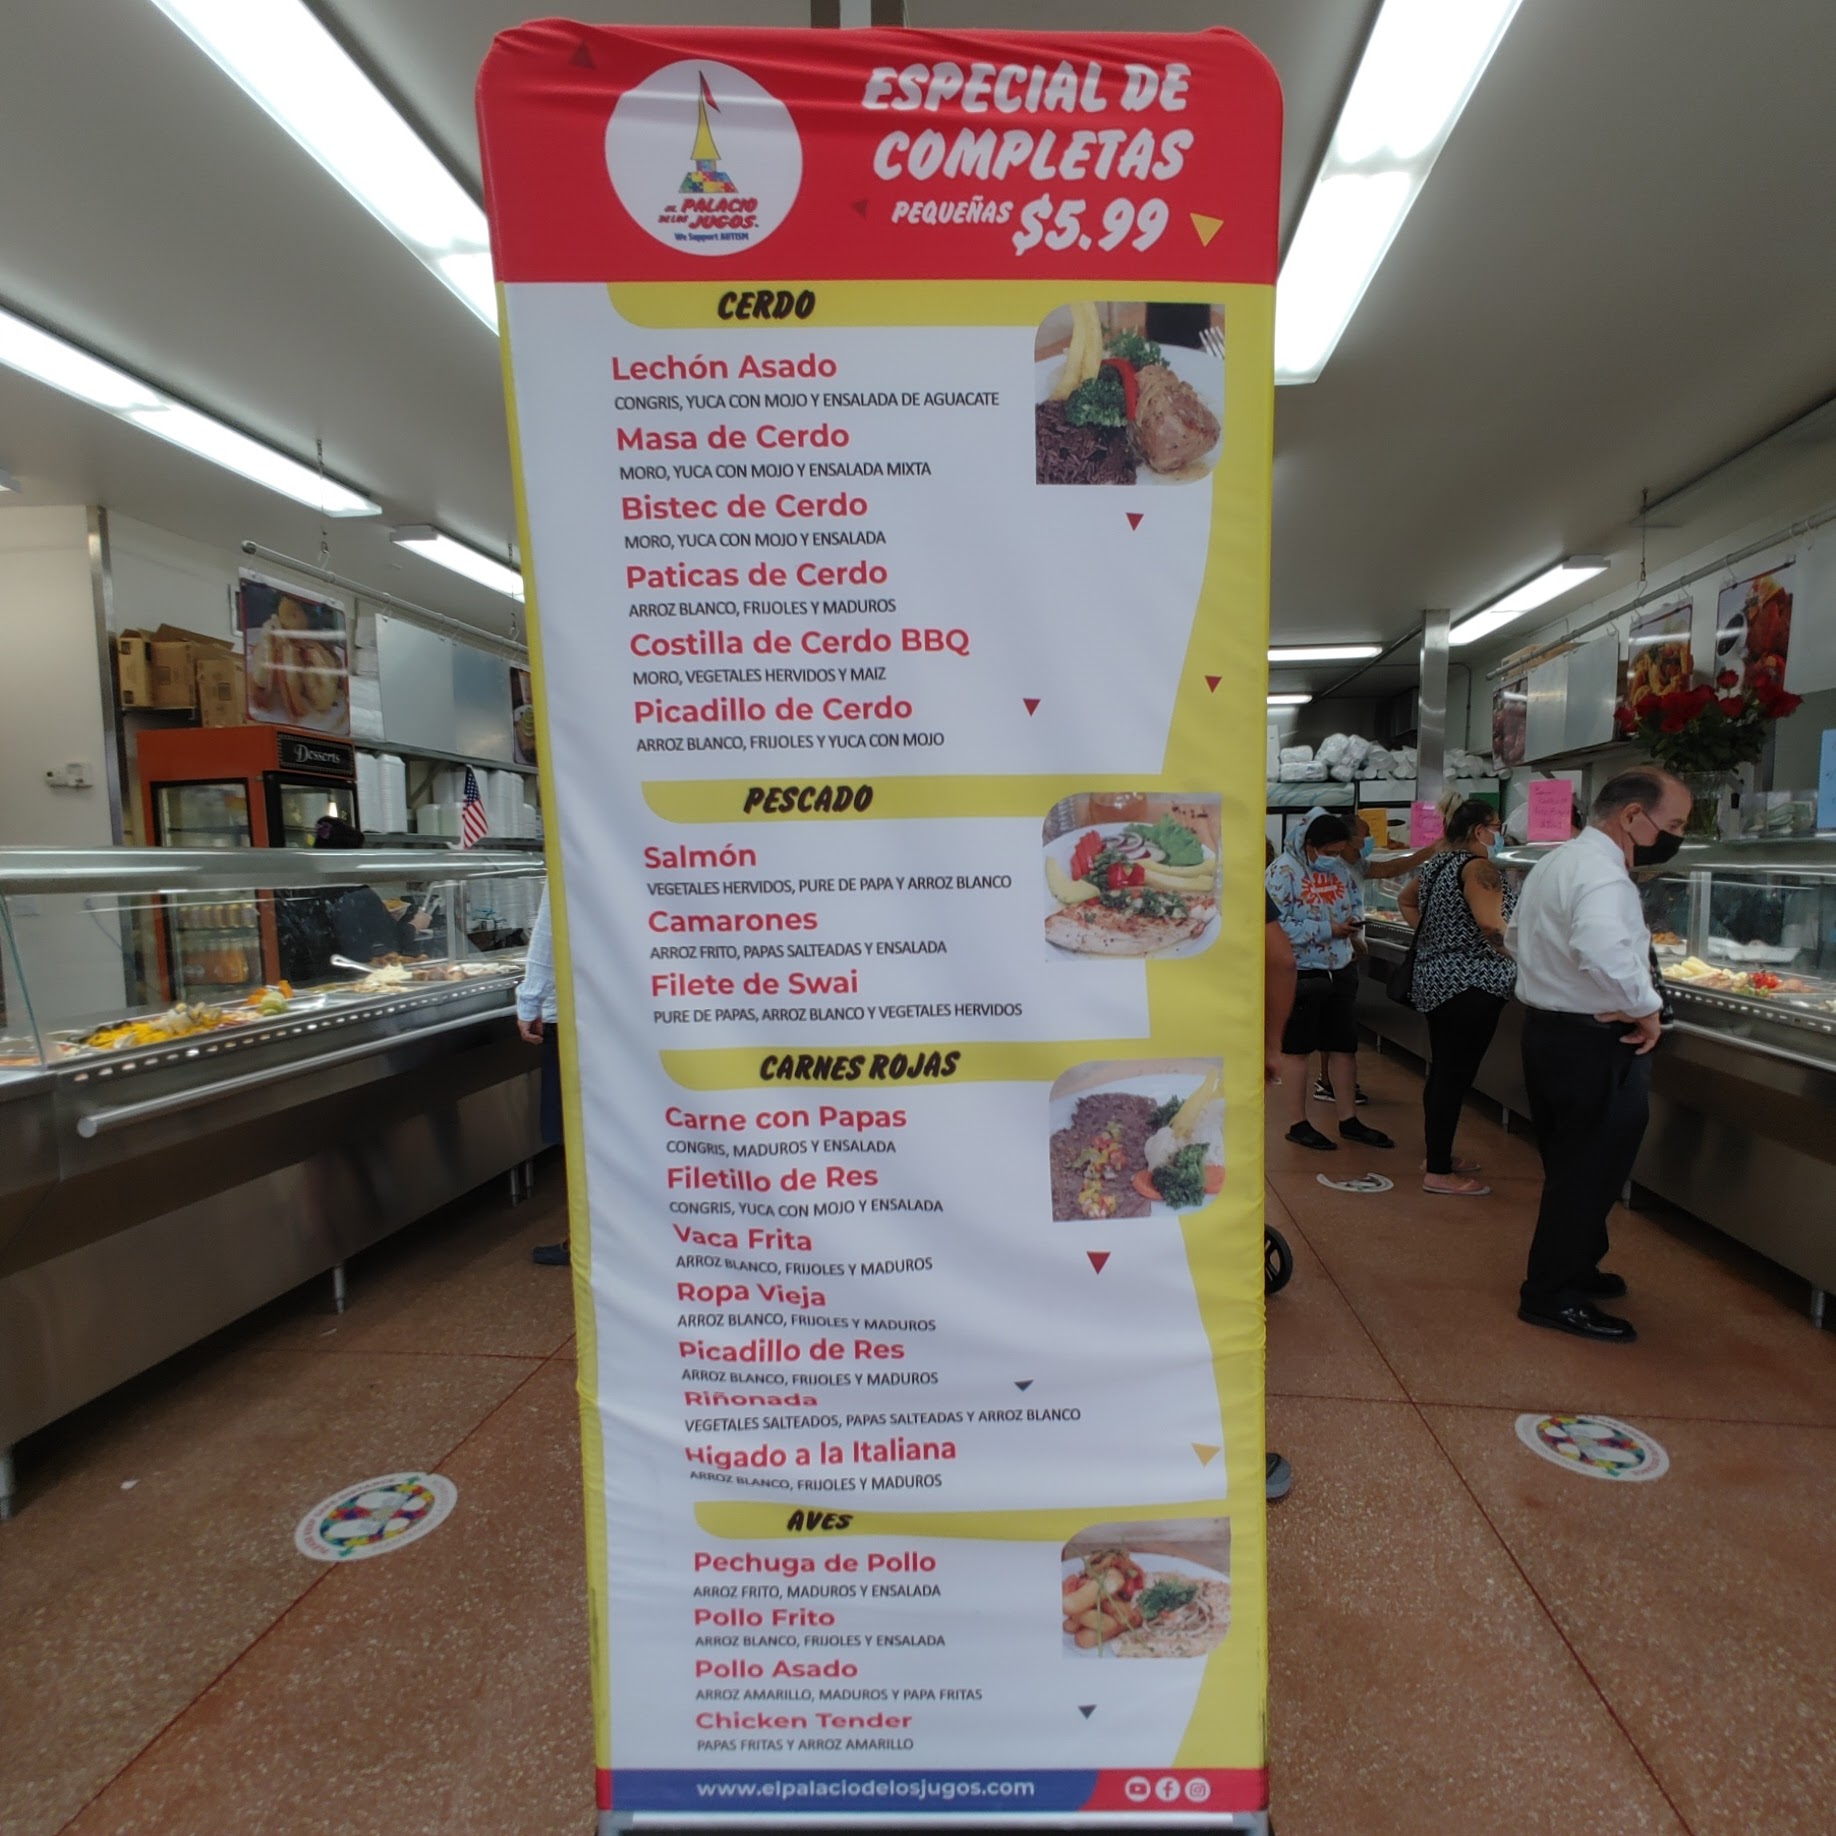 EL PALACIO
DE LOS JUGOS.
We Support AUTISM
ESPECIAL DE
COMPLETAS
PEQUEÑAS $5.99
CERDO
Lechón Asado
CONGRIS, YUCA CON MOJO Y ENSALADA DE AGUACATE
Masa de Cerdo
MORO, YUCA CON MOJO Y ENSALADA MIXTA
Bistec de Cerdo
MORO, YUCA CON MOJO Y ENSALADA
Paticas de Cerdo
ARROZ BLANCO, FRIJOLES Y MADUROS
Costilla de Cerdo BBQ
MORO, VEGETALES HERVIDOS Y MAIZ
Picadillo de Cerdo
ARROZ BLANCO, FRIJOLES Y YUCA CON MOJO
PESCADO
Salmón
VEGETALES HERVIDOS, PURE DE PAPA Y ARROZ BLANCO
Camarones
ARROZ FRITO, PAPAS SALTEADAS Y ENSALADA
Filete de Swai
PURE DE PAPAS, ARROZ BLANCO Y VEGETALES HERVIDOS
CARNES ROJAS
Carne con Papas
CONGRIS, MADUROS Y ENSALADA
Filetillo de Res
CONGRIS, YUCA CON MOJO Y ENSALADA
Vaca Frita
ARROZ BLANCO, FRIJOLES Y MADUROS
Ropa Vieja
ARROZ BLANCO, FRIJOLES Y MADUROS
Picadillo de Res
ARROZ BLANCO, FRIJOLES Y MADUROS
Riñonada
VEGETALES SALTEADOS, PAPAS SALTEADAS Y ARROZ BLANCO
Higado a la Italiana
ARROZ BLANCO, FRIJOLES Y MADUROS
AVES
Pechuga de Pollo
ARROZ FRITO, MADUROS Y ENSALADA
Pollo Frito
ARROZ BLANCO, FRIJOLES Y ENSALADA
Pollo Asado
ARROZ AMARILLO, MADUROS Y PAPA FRITAS
Chicken Tender
PAPAS FRITAS Y ARROZ AMARILLO
www.elpalaciodelosjugos.com
Desserts